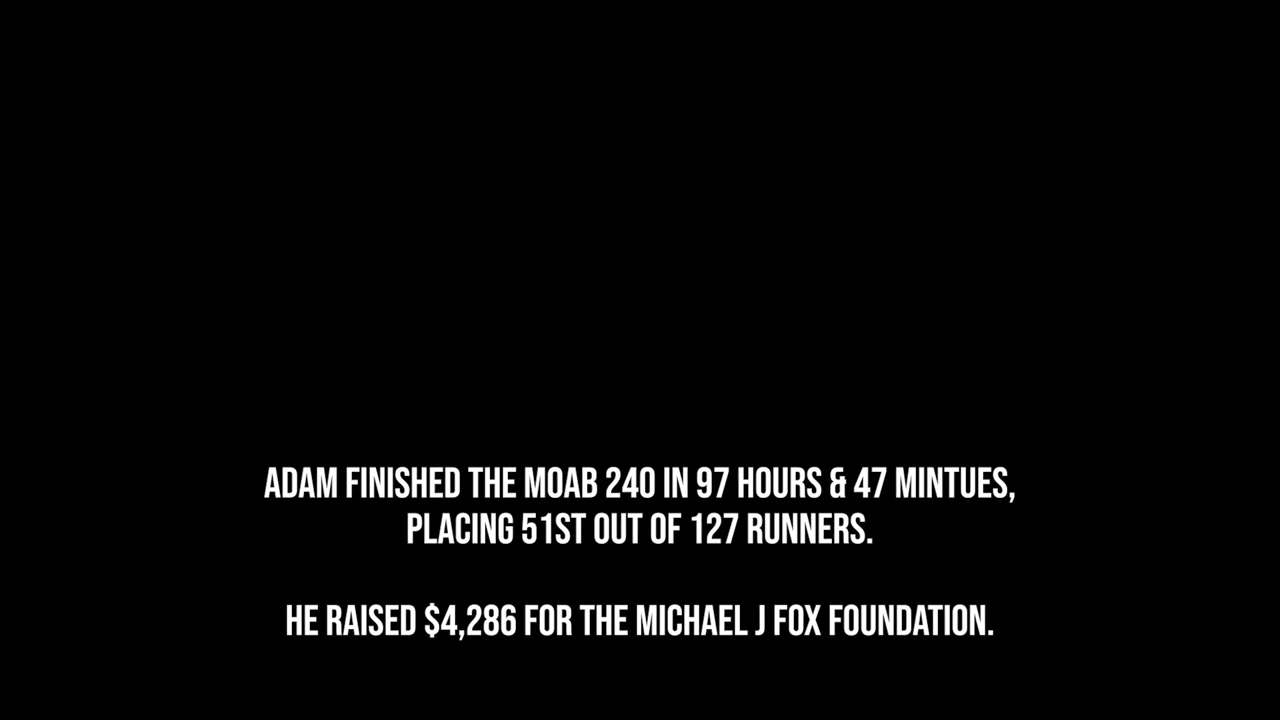 ADAM FINISHED THE MOAB 240 IN 97 HOURS & 47 MINTUES,
PLACING 51ST OUT OF 127 RUNNERS.
HE RAISED $4,286 FOR THE MICHAEL J FOX FOUNDATION.